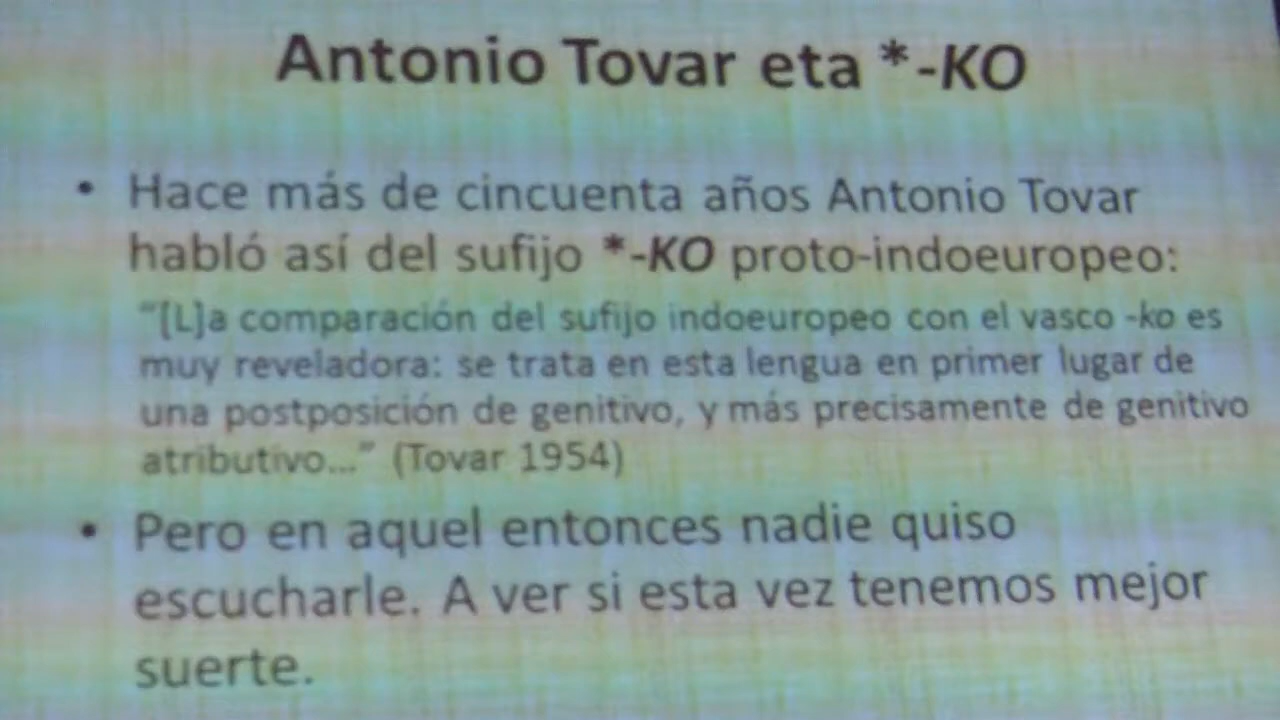 Antonio Tovar eta *-KO
• Hace más de cincuenta años Antonio Tovar
habló así del sufijo *-KO proto-indoeuropeo:
"[L]a comparación del sufijo indoeuropeo con el vasco -ko es
muy reveladora: se trata en esta lengua en primer lugar de
una postposición de genitivo, y más precisamente de genitivo
atributivo..." (Tovar 1954)
• Pero en aquel entonces nadie quiso
escucharle. A ver si esta vez tenemos mejor
suerte.